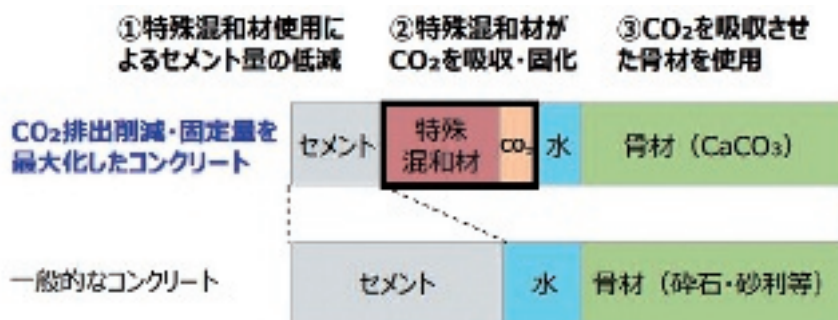 ①特殊混和材使用に
よるセメント量の低減
②特殊混和材が
CO₂を吸収・固化
③CO₂を吸収させ
た骨材を使用
CO₂排出削減・固定量を
最大化したコンクリート
セメント
特殊
混和材
CO₂
水
骨材（CaCO₃）
一般的なコンクリート
セメント
水
骨材（砕石・砂利等）